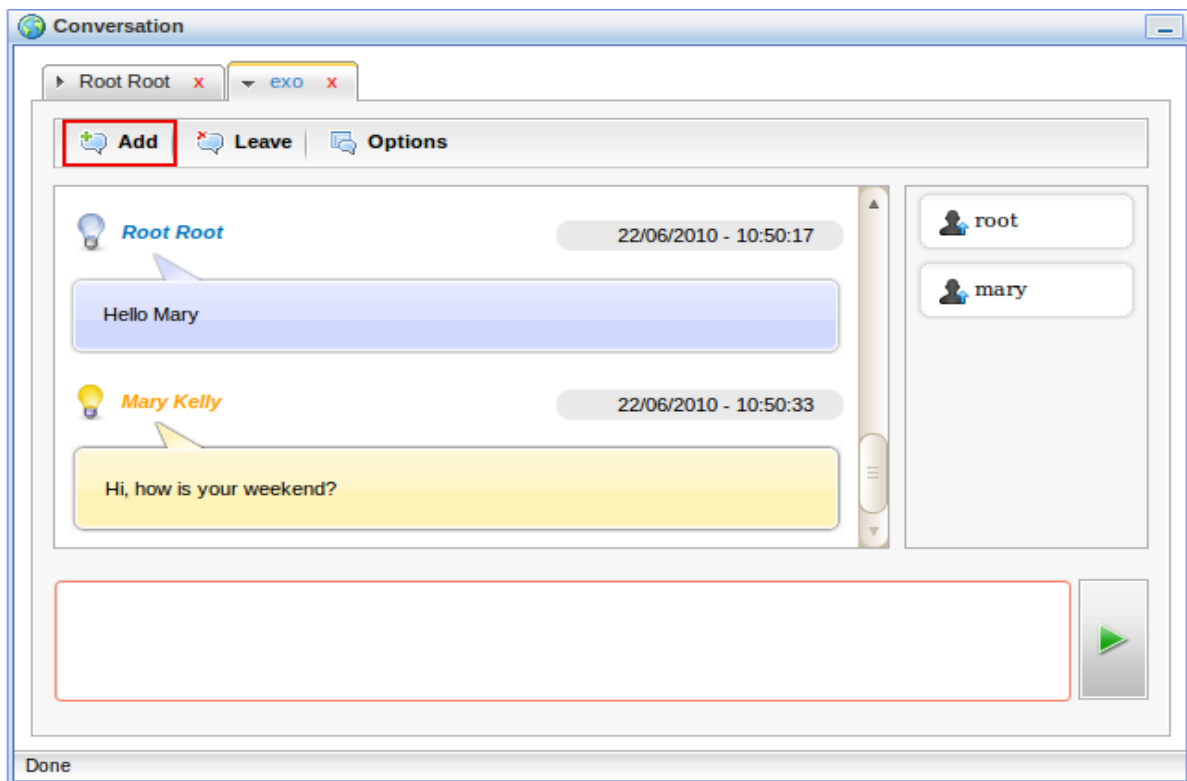 Conversation
Root Root x exo x
Add Leave Options
Root Root 22/06/2010 - 10:50:17
Hello Mary
Mary Kelly 22/06/2010 - 10:50:33
Hi, how is your weekend?
root
mary
Done